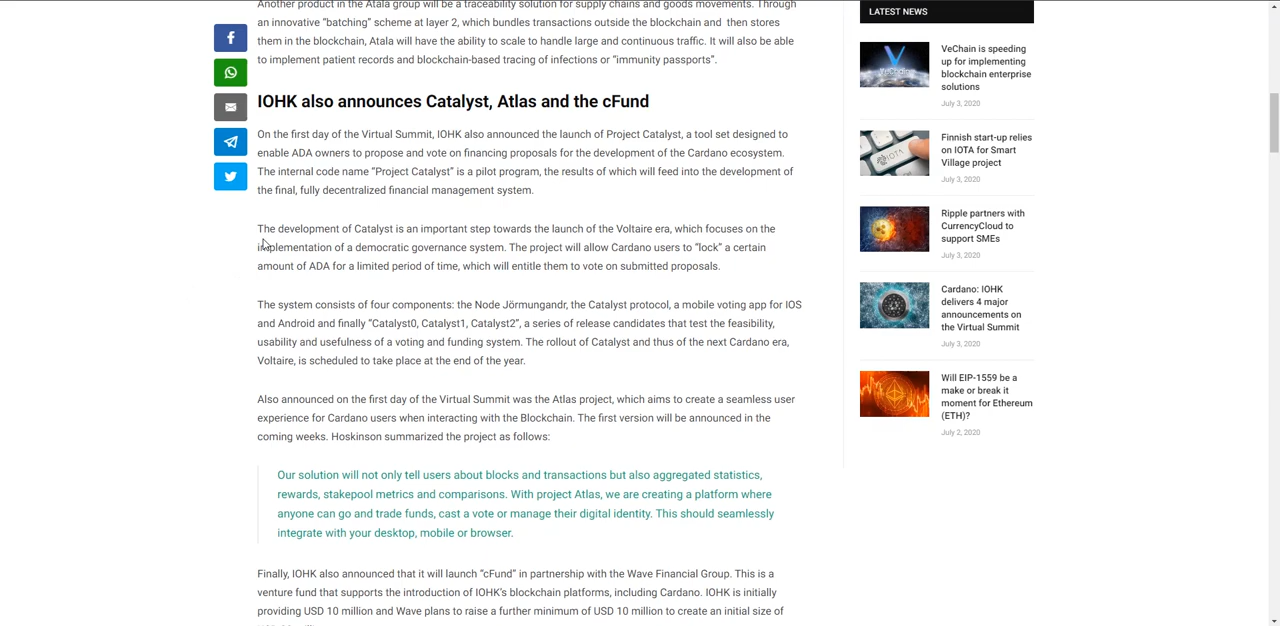 Another product in the Atala group will be a traceability solution for supply chains and goods movements. Through
an innovative “batching” scheme at layer 2, which bundles transactions outside the blockchain and then stores
them in the blockchain, Atala will have the ability to scale to handle large and continuous traffic. It will also be able
to implement patient records and blockchain-based tracing of infections or “immunity passports”.
IOHK also announces Catalyst, Atlas and the cFund
On the first day of the Virtual Summit, IOHK also announced the launch of Project Catalyst, a tool set designed to
enable ADA owners to propose and vote on financing proposals for the development of the Cardano ecosystem.
The internal code name “Project Catalyst” is a pilot program, the results of which will feed into the development of
the final, fully decentralized financial management system.
The development of Catalyst is an important step towards the launch of the Voltaire era, which focuses on the
implementation of a democratic governance system. The project will allow Cardano users to “lock” a certain
amount of ADA for a limited period of time, which will entitle them to vote on submitted proposals.
The system consists of four components: the Node Jörmungandr, the Catalyst protocol, a mobile voting app for IOS
and Android and finally “Catalyst0, Catalyst1, Catalyst2”, a series of release candidates that test the feasibility,
usability and usefulness of a voting and funding system. The rollout of Catalyst and thus of the next Cardano era,
Voltaire, is scheduled to take place at the end of the year.
Also announced on the first day of the Virtual Summit was the Atlas project, which aims to create a seamless user
experience for Cardano users when interacting with the Blockchain. The first version will be announced in the
coming weeks. Hoskinson summarized the project as follows:
Our solution will not only tell users about blocks and transactions but also aggregated statistics,
rewards, stakepool metrics and comparisons. With project Atlas, we are creating a platform where
anyone can go and trade funds, cast a vote or manage their digital identity. This should seamlessly
integrate with your desktop, mobile or browser.
Finally, IOHK also announced that it will launch “cFund” in partnership with the Wave Financial Group. This is a
venture fund that supports the introduction of IOHK’s blockchain platforms, including Cardano. IOHK is initially
providing USD 10 million and Wave plans to raise a further minimum of USD 10 million to create an initial size of
LATEST NEWS
VeChain is speeding
up for implementing
blockchain enterprise
solutions
July 3, 2020
Finnish start-up relies
on IOTA for Smart
Village project
July 3, 2020
Ripple partners with
CurrencyCloud to
support SMEs
July 3, 2020
Cardano: IOHK
delivers 4 major
announcements on
the Virtual Summit
July 3, 2020
Will EIP-1559 be a
make or break it
moment for Ethereum
(ETH)?
July 2, 2020